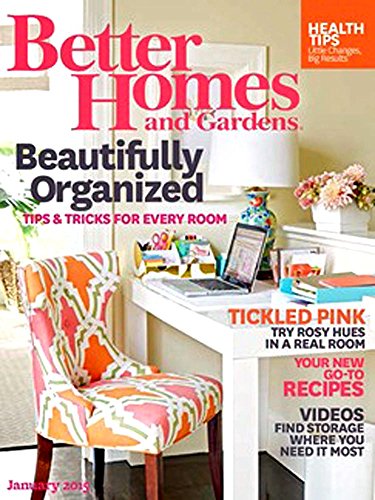 HEALTH
TIPS
Little Changes,
Big Results
Better
Homes
and Gardens®
Beautifully
Organized
TIPS & TRICKS FOR EVERY ROOM
TICKLED PINK
TRY ROSY HUES
IN A REAL ROOM
YOUR NEW
GO-TO
RECIPES
VIDEOS
FIND STORAGE
WHERE YOU
NEED IT MOST
January 2015